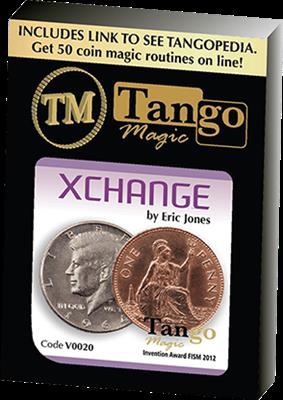 INCLUDES LINK TO SEE TANGOPEDIA.
Get 50 coin magic routines on line!
TM Tango
Magic
XCHANGE
by Eric Jones
LIBERTY
ONE PENNY
Tango
Magic
Code V0020
Invention Award FISM 2012